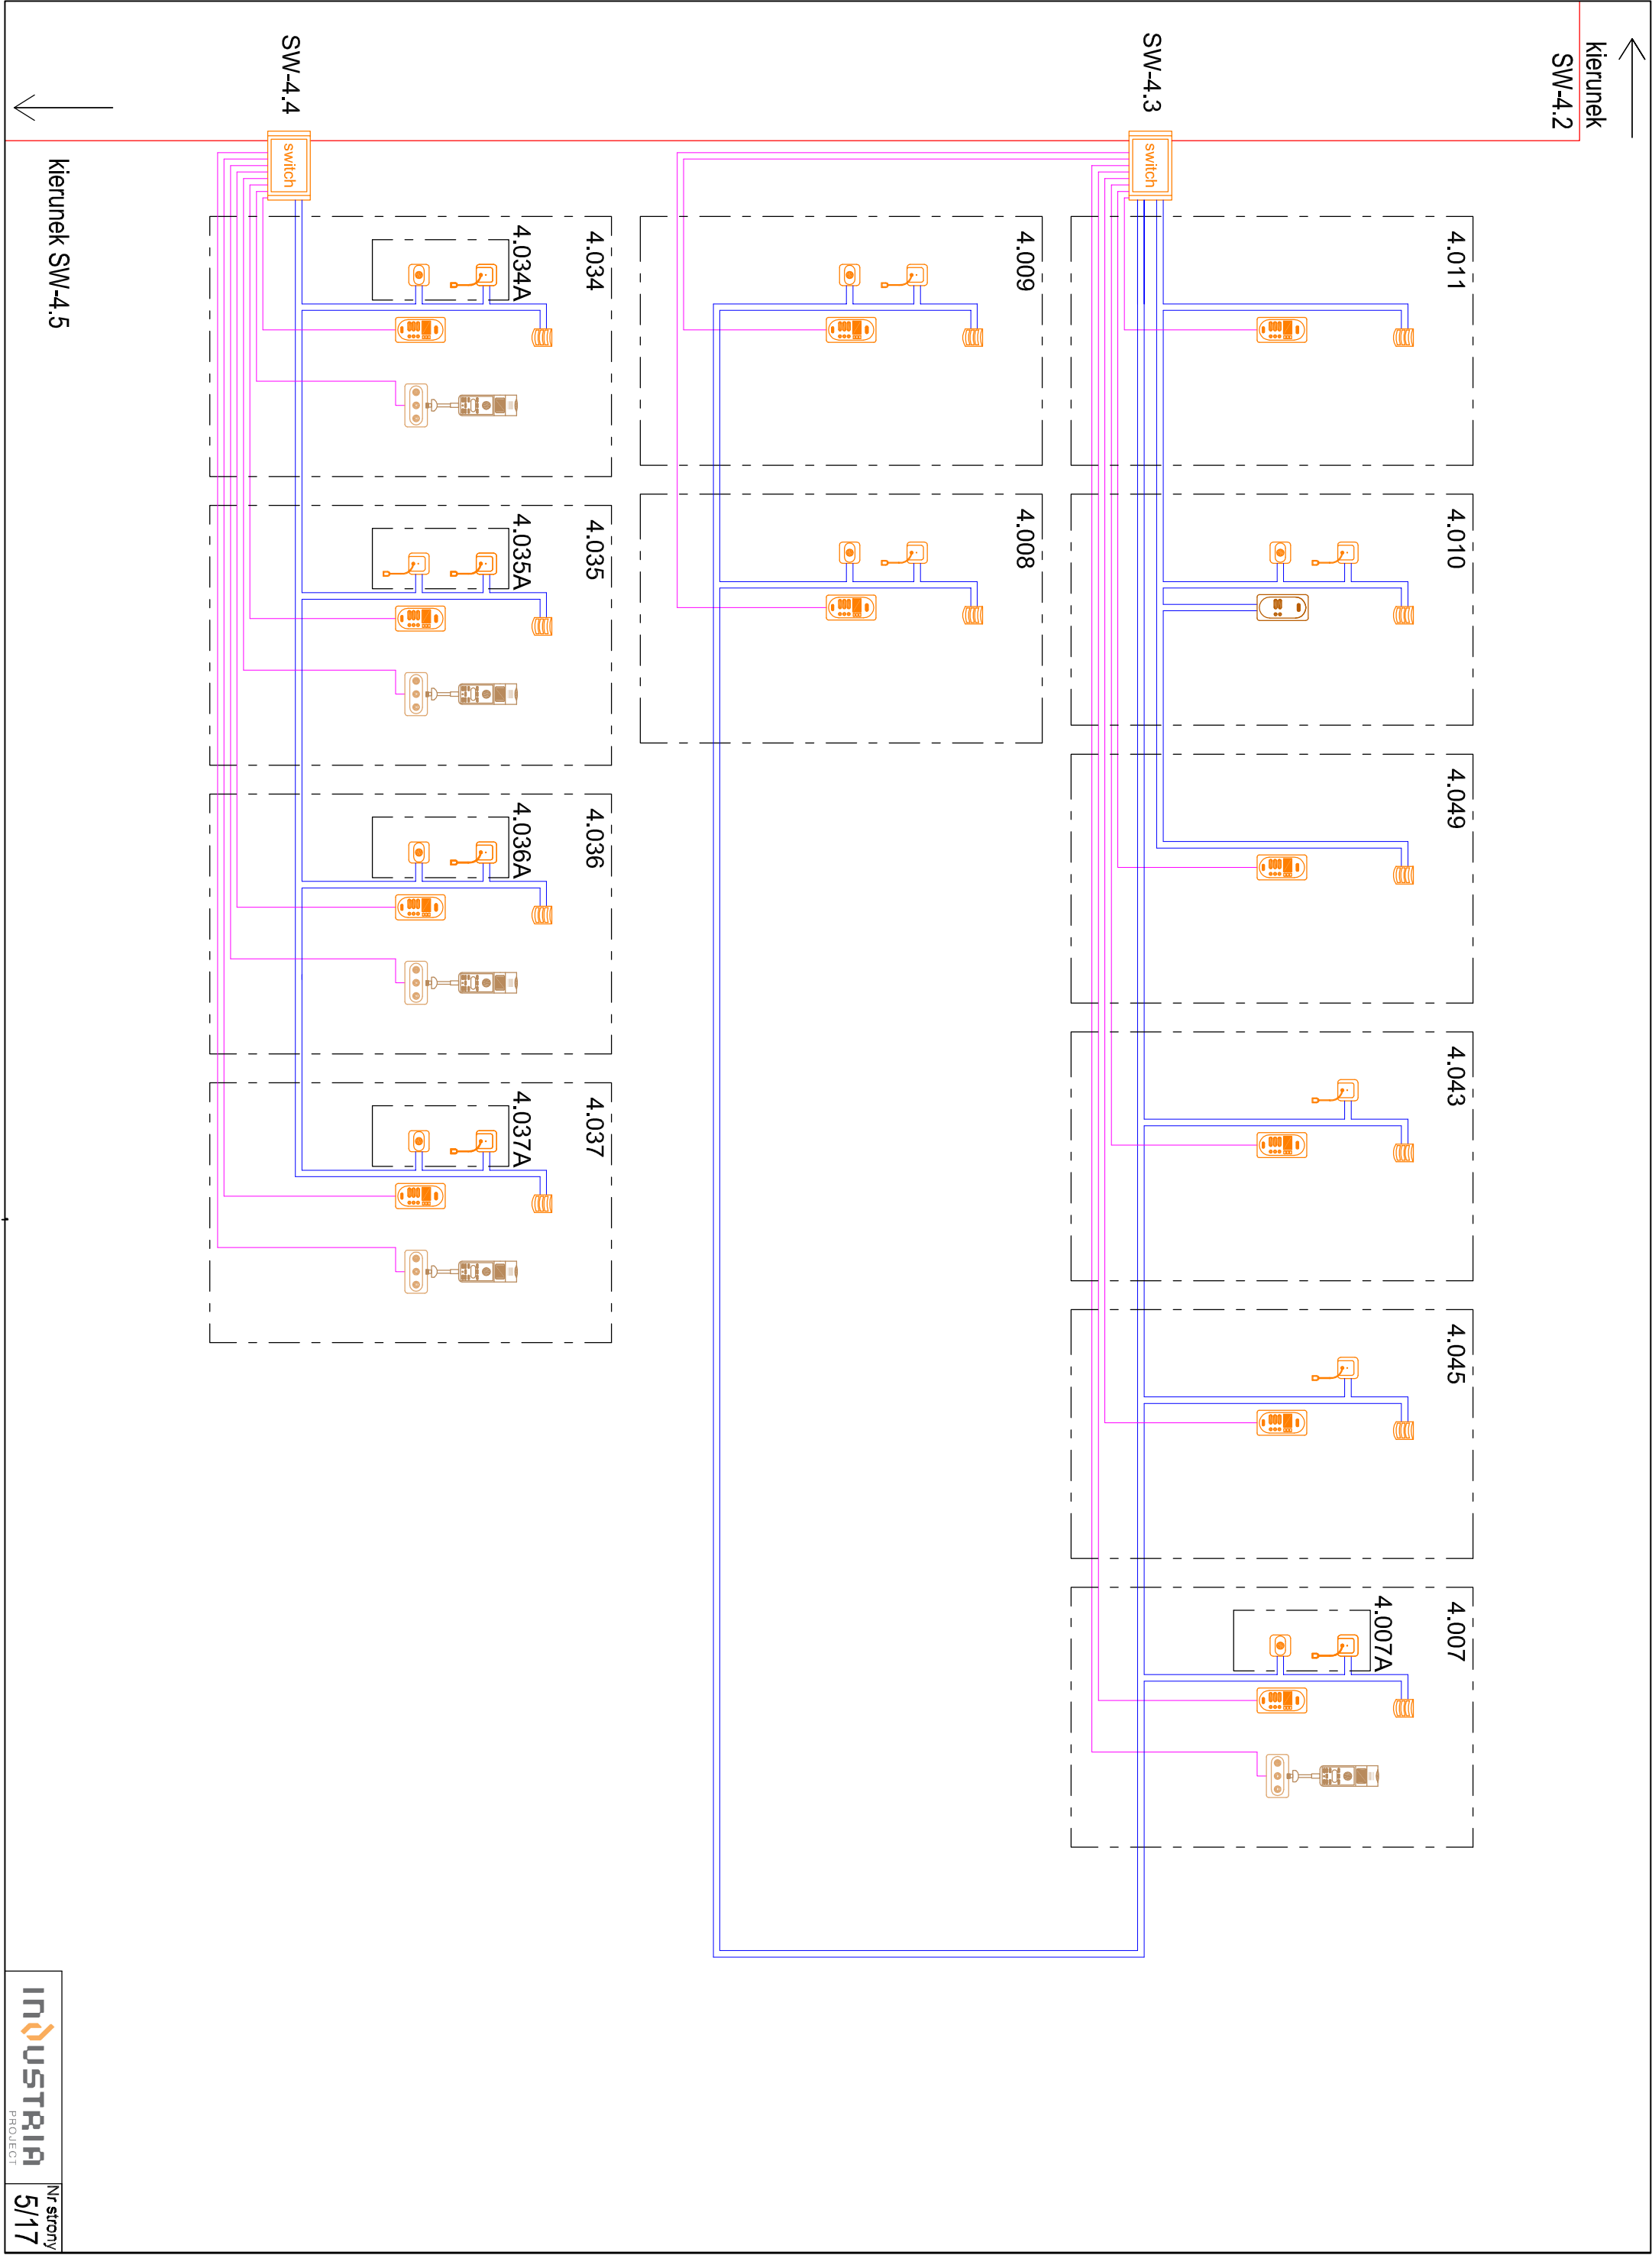 kierunek
SW-4.2
SW-4.3
switch
4.011
4.010
4.049
4.043
4.045
4.007
4.007A
4.009
4.008
SW-4.4
switch
4.034
4.034A
4.035
4.035A
4.036
4.036A
4.037
4.037A
kierunek SW-4.5
INDUSTRIA
PROJECT
Nr strony
5/17